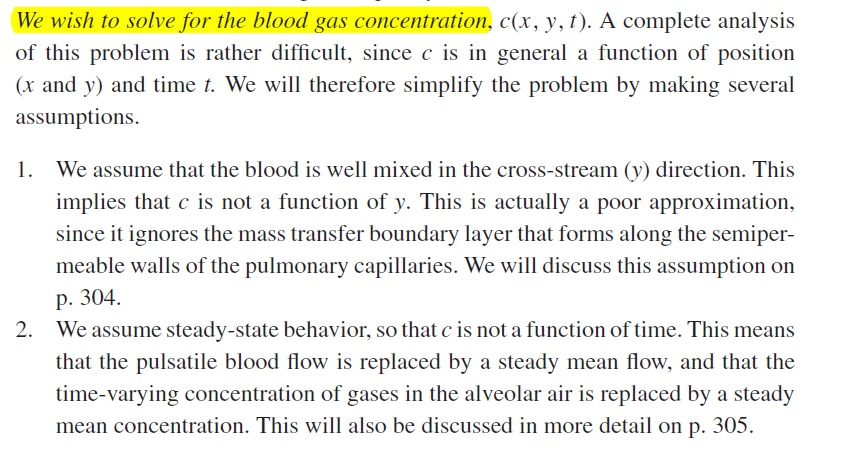 We wish to solve for the blood gas concentration, c(x, y, t). A complete analysis
of this problem is rather difficult, since c is in general a function of position
(x and y) and time t. We will therefore simplify the problem by making several
assumptions.
1. We assume that the blood is well mixed in the cross-stream (y) direction. This
implies that c is not a function of y. This is actually a poor approximation,
since it ignores the mass transfer boundary layer that forms along the semiper-
meable walls of the pulmonary capillaries. We will discuss this assumption on
p. 304.
2. We assume steady-state behavior, so that c is not a function of time. This means
that the pulsatile blood flow is replaced by a steady mean flow, and that the
time-varying concentration of gases in the alveolar air is replaced by a steady
mean concentration. This will also be discussed in more detail on p. 305.